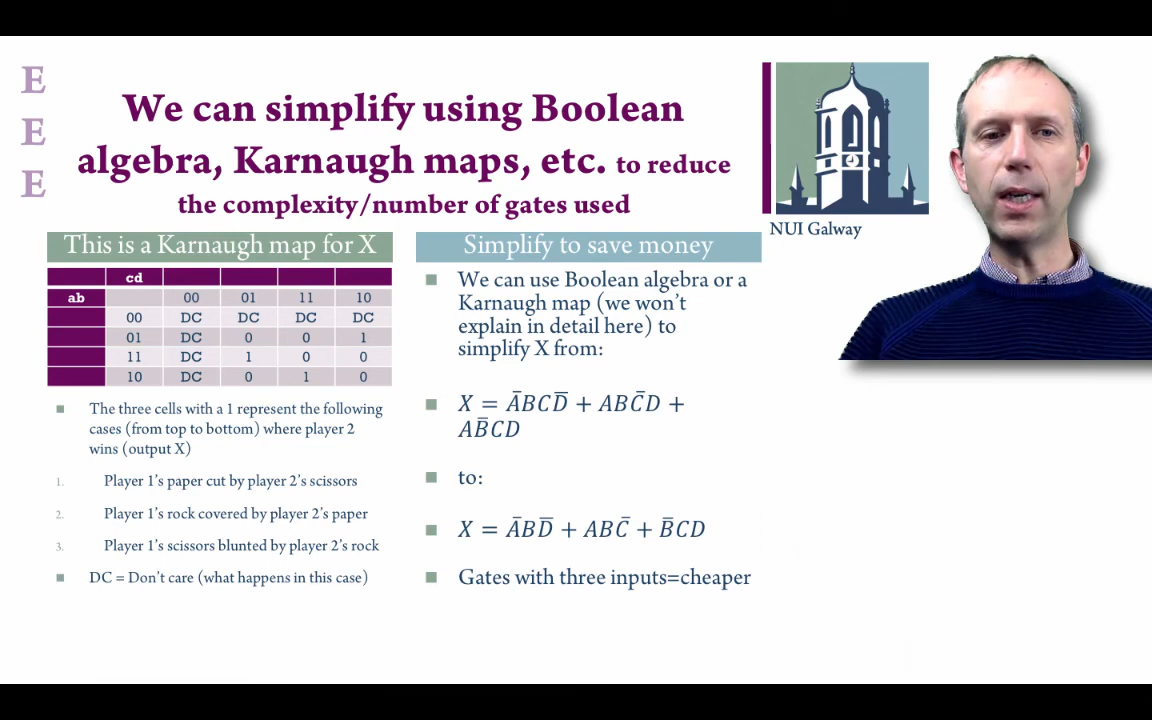 E
E
E
We can simplify using Boolean
algebra, Karnaugh maps, etc. to reduce
the complexity/number of gates used
NUI Galway
This is a Karnaugh map for X
cd
ab 00 01 11 10
00 DC DC DC DC
01 DC 0 0 1
11 DC 1 0 0
10 DC 0 1 0
■ The three cells with a 1 represent the following
cases (from top to bottom) where player 2
wins (output X)
1. Player 1's paper cut by player 2's scissors
2. Player 1's rock covered by player 2's paper
3. Player 1's scissors blunted by player 2's rock
■ DC = Don't care (what happens in this case)
Simplify to save money
■ We can use Boolean algebra or a
Karnaugh map (we won't
explain in detail here) to
simplify X from:
■ X = A̅BCD̅ + ABC̅D +
AB̅CD
■ to:
■ X = A̅BD̅ + ABC̅ + B̅CD
■ Gates with three inputs=cheaper